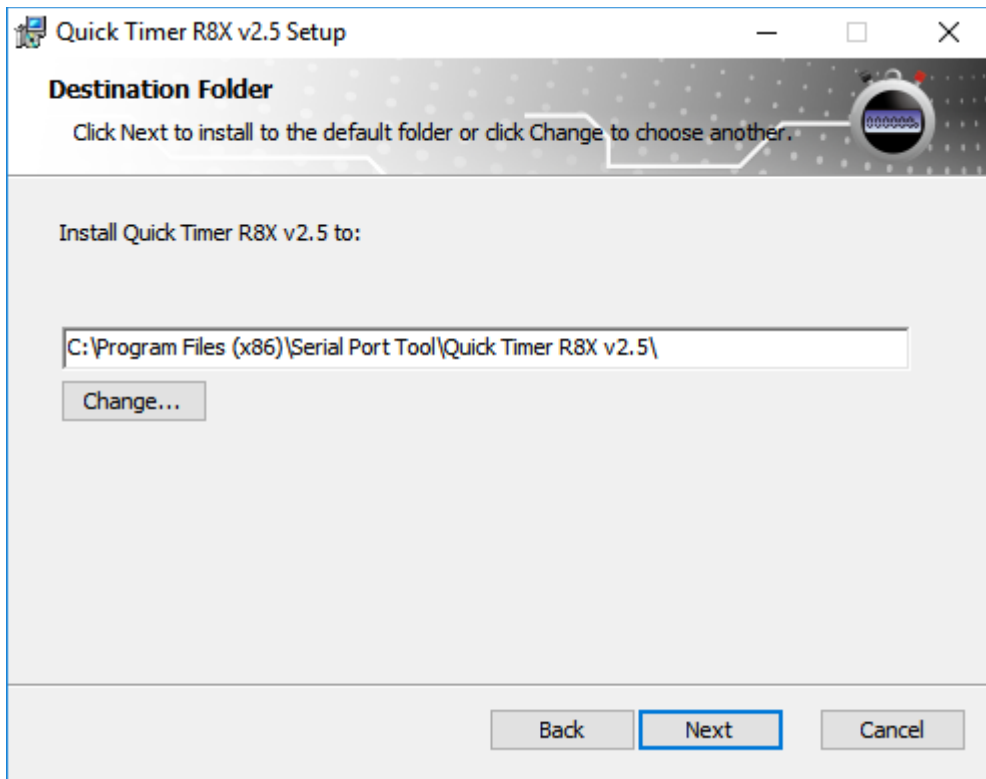 Quick Timer R8X v2.5 Setup
Destination Folder
Click Next to install to the default folder or click Change to choose another.
Install Quick Timer R8X v2.5 to:
C:\Program Files (x86)\Serial Port Tool\Quick Timer R8X v2.5\
Change...
Back Next Cancel